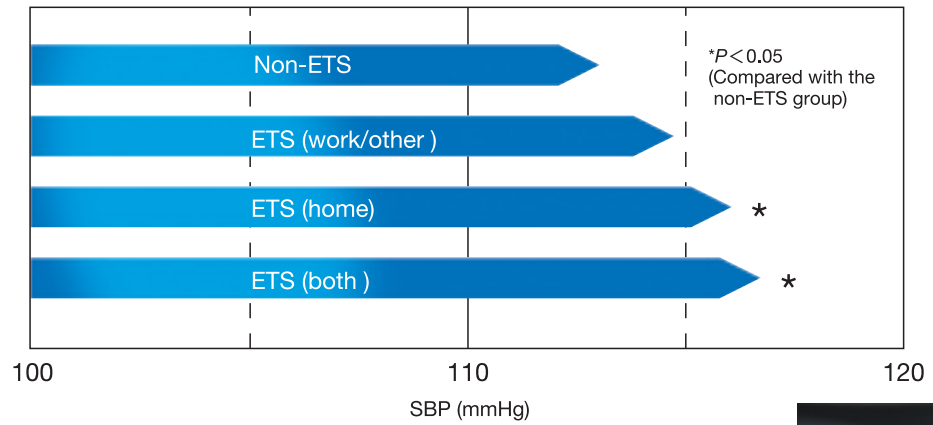 Non-ETS
*P<0.05
(Compared with the
non-ETS group)
ETS (work/other )
ETS (home)
*
ETS (both )
*
100
110
120
SBP (mmHg)